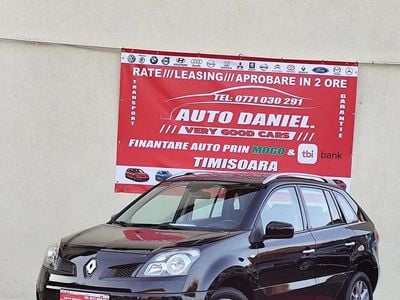 RATE///LEASING///APROBARE IN 2 ORE
TRANSPORT
TEL: 0771 030 291
GARANTIE
AUTO DANIEL.
VERY GOOD CARS
FINANTARE AUTO PRIN MOGO & tbi bank
TIMISOARA